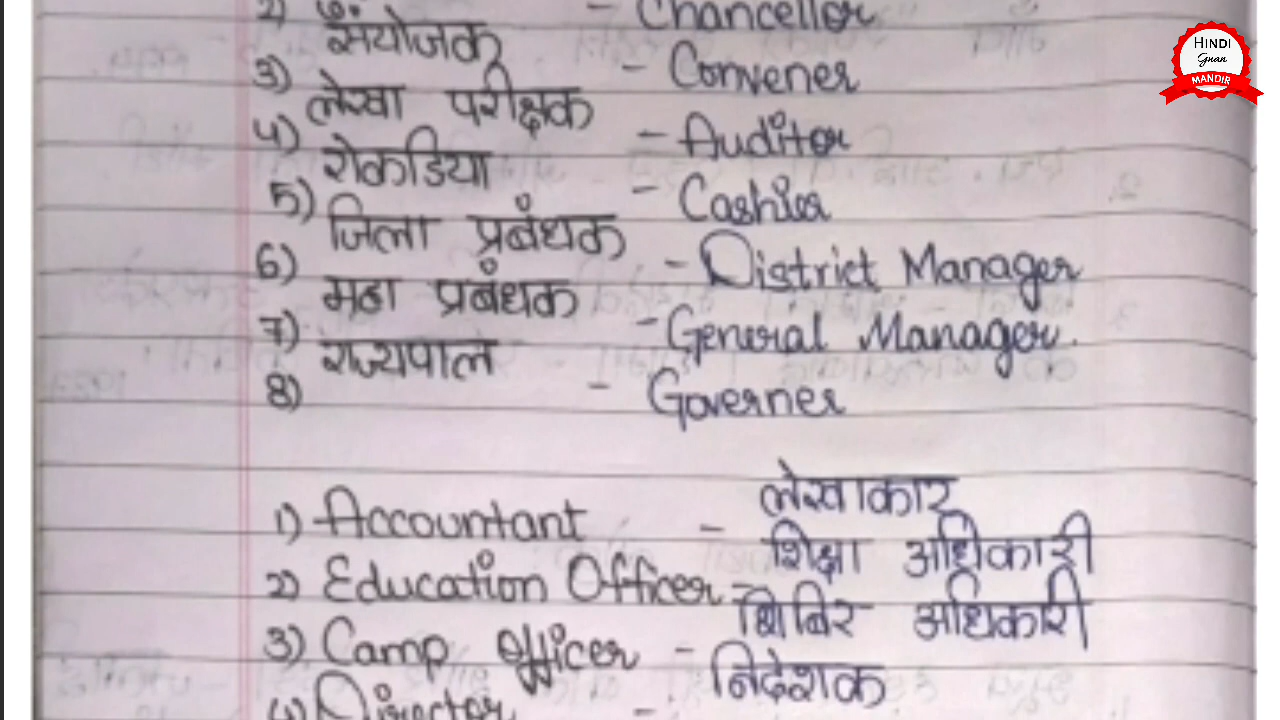 2) - Chancellor
3) संयोजक - Convener
4) लेखा परीक्षक - Auditor
5) रोकडिया - Cashier
6) जिला प्रबंधक - District Manager
7) महा प्रबंधक - General Manager.
8) राज्यपाल - Governer
1) Accountant - लेखाकार
2) Education Officer - शिक्षा अधिकारी
3) Camp Officer - शिबिर अधिकारी
4) Director - निदेशक
HINDI
Gnan
MANDIR